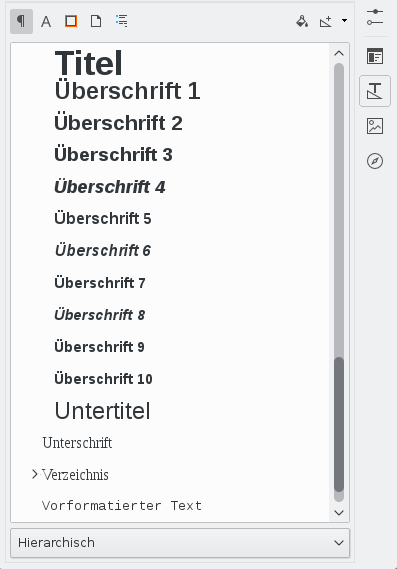 Titel
Überschrift 1
Überschrift 2
Überschrift 3
Überschrift 4
Überschrift 5
Überschrift 6
Überschrift 7
Überschrift 8
Überschrift 9
Überschrift 10
Untertitel
Unterschrift
Verzeichnis
Vorformatierter Text
Hierarchisch